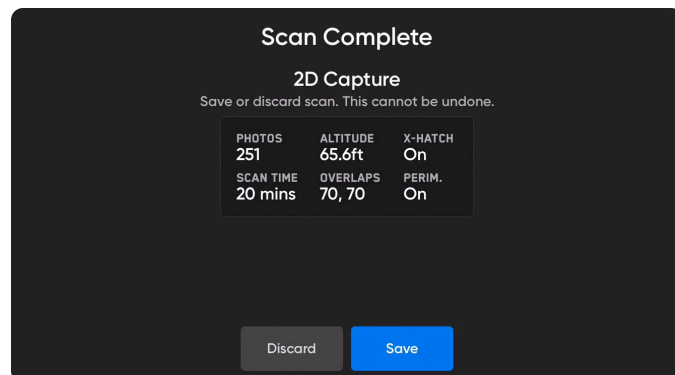 Scan Complete
2D Capture
Save or discard scan. This cannot be undone.
PHOTOS ALTITUDE X-HATCH
251 65.6ft On
SCAN TIME OVERLAPS PERIM.
20 mins 70, 70 On
Discard Save